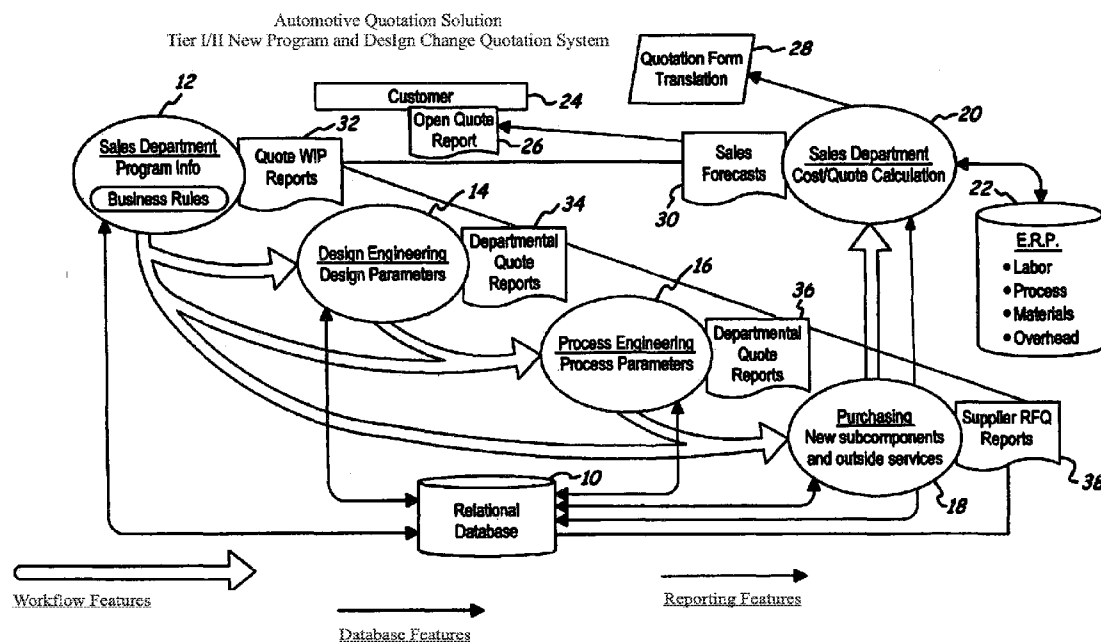 Automotive Quotation Solution
Tier I/II New Program and Design Change Quotation System
12
Sales Department
Program Info
Business Rules
32
Quote WIP
Reports
Customer
24
Open Quote
Report
26
Quotation Form
Translation
28
Sales
Forecasts
30
20
Sales Department
Cost/Quote Calculation
22
E.R.P.
• Labor
• Process
• Materials
• Overhead
14
Design Engineering
Design Parameters
34
Departmental
Quote
Reports
16
Process Engineering
Process Parameters
36
Departmental
Quote
Reports
Purchasing
New subcomponents
and outside services
18
Supplier RFQ
Reports
38
10
Relational
Database
Workflow Features
Database Features
Reporting Features